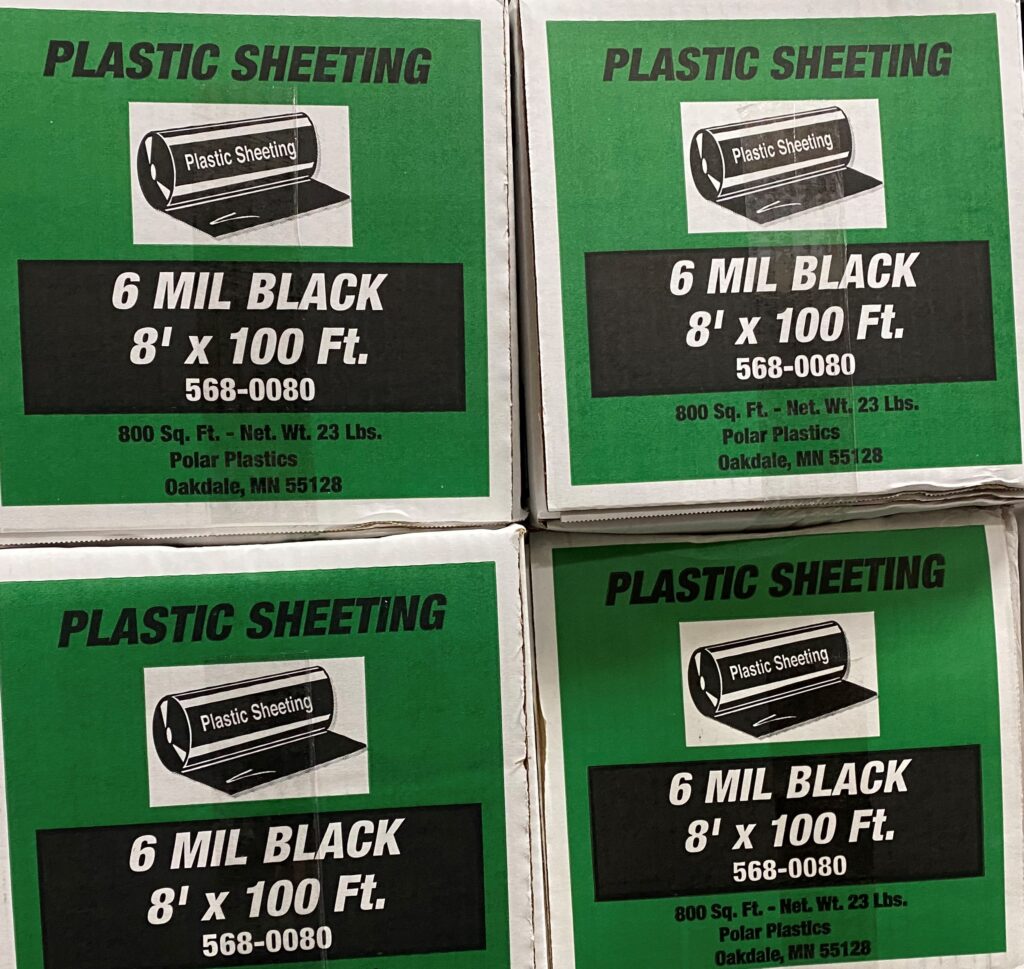 PLASTIC SHEETING
Plastic Sheeting
6 MIL BLACK
8' x 100 Ft.
568-0080
800 Sq. Ft. - Net. Wt. 23 Lbs.
Polar Plastics
Oakdale, MN 55128
PLASTIC SHEETING
Plastic Sheeting
6 MIL BLACK
8' x 100 Ft.
568-0080
800 Sq. Ft. - Net. Wt. 23 Lbs.
Polar Plastics
Oakdale, MN 55128
PLASTIC SHEETING
Plastic Sheeting
6 MIL BLACK
8' x 100 Ft.
568-0080
PLASTIC SHEETING
Plastic Sheeting
6 MIL BLACK
8' x 100 Ft.
568-0080
800 Sq. Ft. - Net. Wt. 23 Lbs.
Polar Plastics
Oakdale, MN 55128